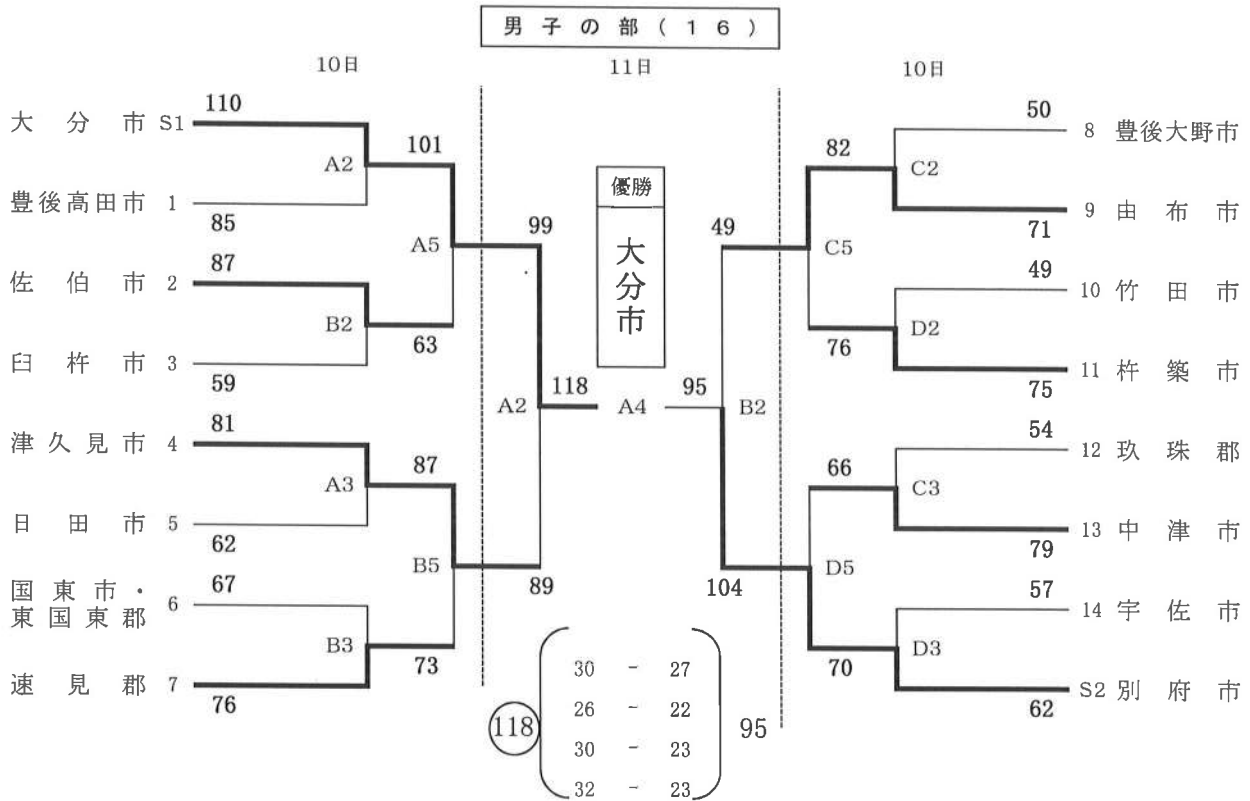 男子の部(16)
10日
11日
10日
大分市 S1
110
豊後高田市 1
85
佐伯市 2
87
臼杵市 3
59
津久見市 4
81
日田市 5
62
国東市・
東国東郡 6
67
速見郡 7
76
A2
B2
A3
B3
101
63
87
73
A5
B5
99
89
A2
118
A4
95
優勝
大分市
49
104
B2
82
76
66
70
C5
D5
C2
D2
C3
D3
50
8 豊後大野市
9 由布市
71
49
10 竹田市
11 杵築市
75
54
12 玖珠郡
13 中津市
79
57
14 宇佐市
S2 別府市
62
118
30 - 27
26 - 22
30 - 23
32 - 23
95